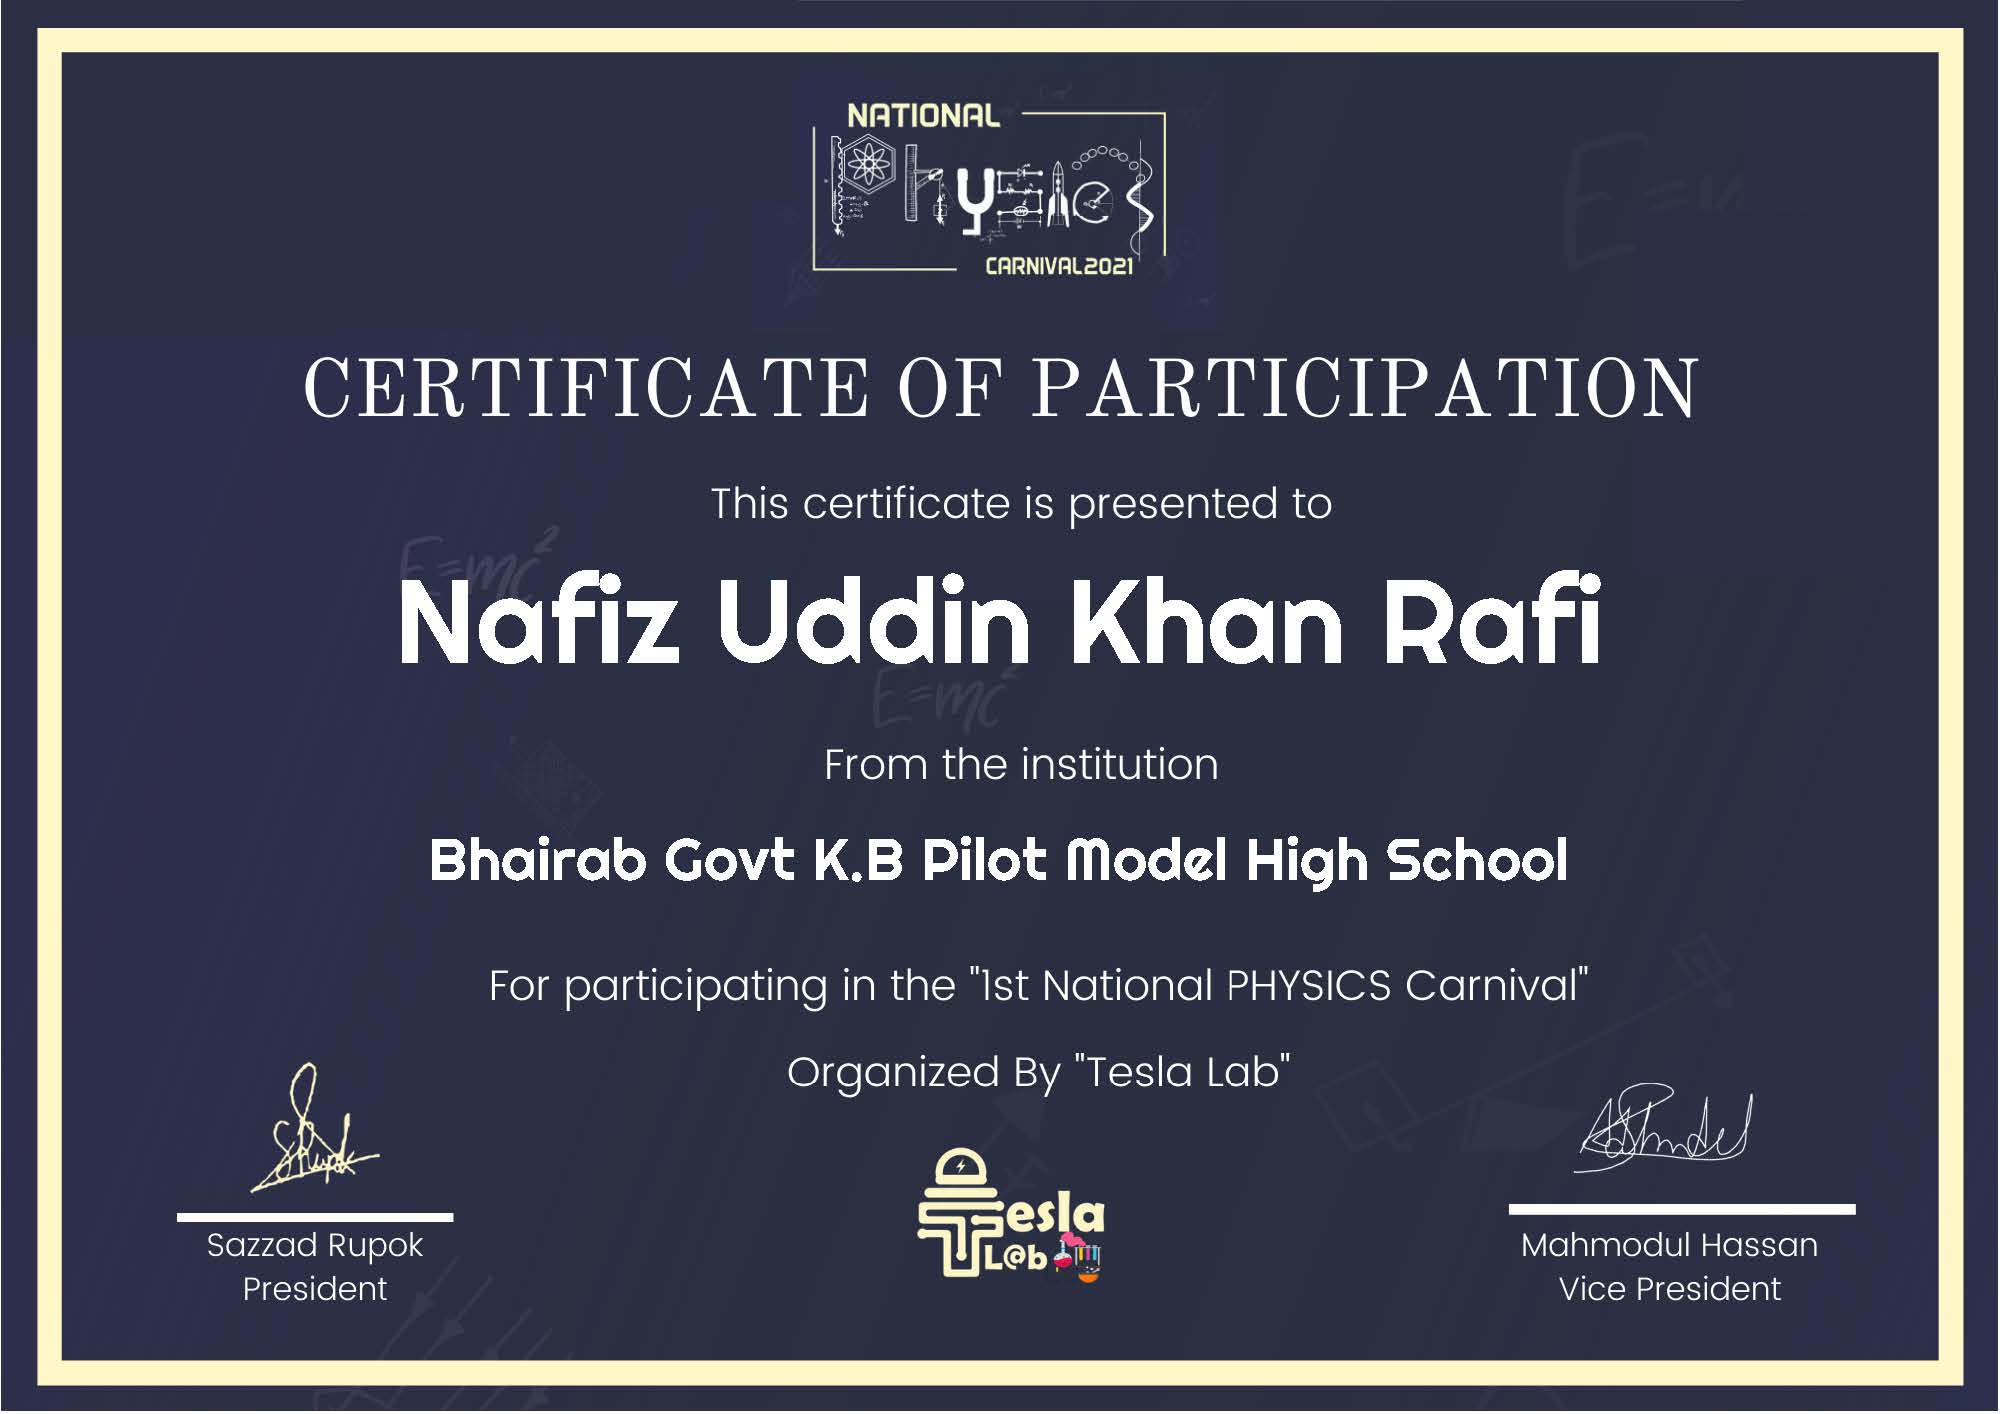 NATIONAL
Physics
CARNIVAL2021
CERTIFICATE OF PARTICIPATION
This certificate is presented to
Nafiz Uddin Khan Rafi
From the institution
Bhairab Govt K.B Pilot Model High School
For participating in the "1st National PHYSICS Carnival"
Organized By "Tesla Lab"
Tesla
L@b
Sazzad Rupok
President
Mahmodul Hassan
Vice President
E=mc²
E=mc²
E=m